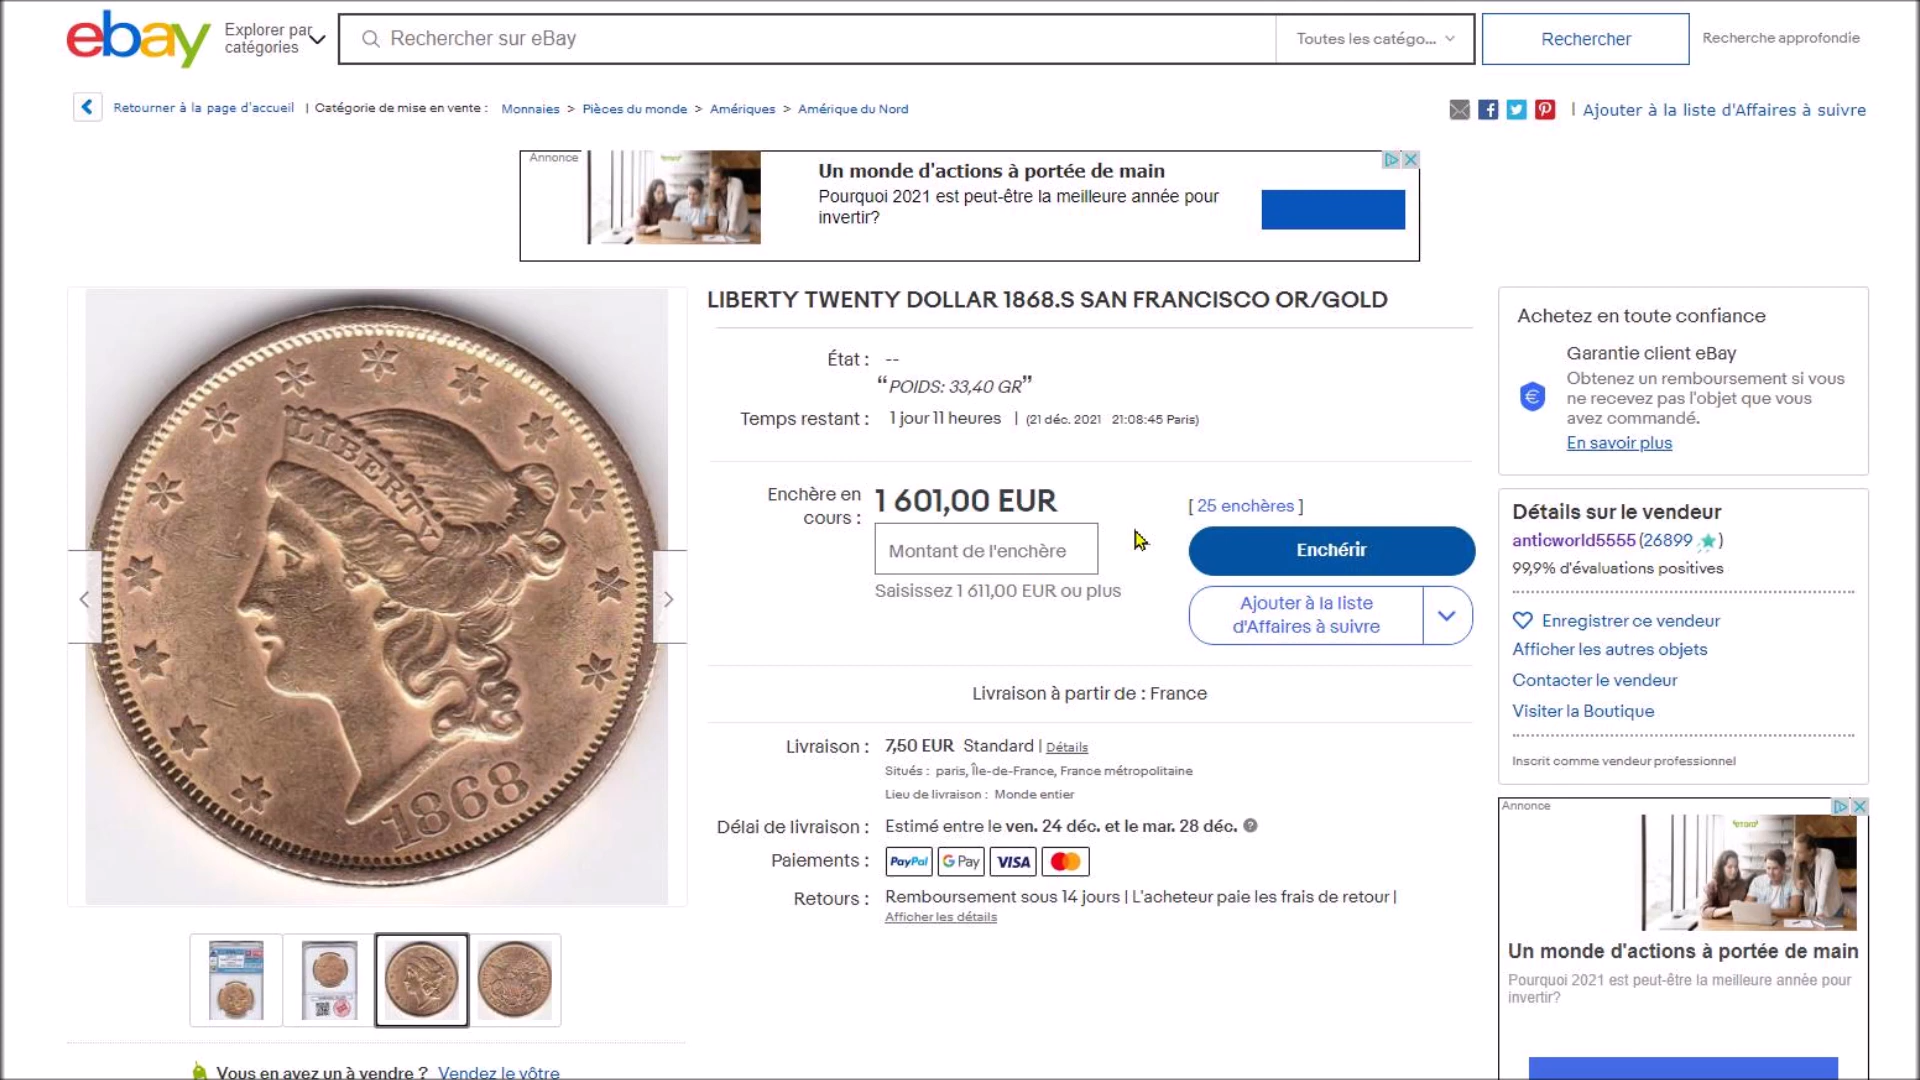 ebay
Explorer par
catégories
Rechercher sur eBay
Toutes les catégo...
Rechercher
Recherche approfondie
Retourner à la page d'accueil | Catégorie de mise en vente : Monnaies > Pièces du monde > Amériques > Amérique du Nord
| Ajouter à la liste d'Affaires à suivre
Annonce
Un monde d'actions à portée de main
Pourquoi 2021 est peut-être la meilleure année pour
invertir?
LIBERTY
1868
LIBERTY TWENTY DOLLAR 1868.S SAN FRANCISCO OR/GOLD
État : --
“POIDS: 33,40 GR”
Temps restant : 1 jour 11 heures | (21 déc. 2021 21:08:45 Paris)
Enchère en
cours :
1 601,00 EUR
[ 25 enchères ]
Montant de l'enchère
Enchérir
Saisissez 1 611,00 EUR ou plus
Ajouter à la liste
d'Affaires à suivre
Livraison à partir de : France
Livraison : 7,50 EUR Standard | Détails
Situés : paris, Île-de-France, France métropolitaine
Lieu de livraison : Monde entier
Délai de livraison : Estimé entre le ven. 24 déc. et le mar. 28 déc.
Paiements : PayPal G Pay VISA
Retours : Remboursement sous 14 jours | L'acheteur paie les frais de retour |
Afficher les détails
Vous en avez un à vendre ? Vendez le vôtre
Achetez en toute confiance
Garantie client eBay
Obtenez un remboursement si vous
ne recevez pas l'objet que vous
avez commandé.
En savoir plus
Détails sur le vendeur
anticworld5555 (26899 )
99,9% d'évaluations positives
Enregistrer ce vendeur
Afficher les autres objets
Contacter le vendeur
Visiter la Boutique
Inscrit comme vendeur professionnel
Annonce
Un monde d'actions à portée de main
Pourquoi 2021 est peut-être la meilleure année pour
invertir?